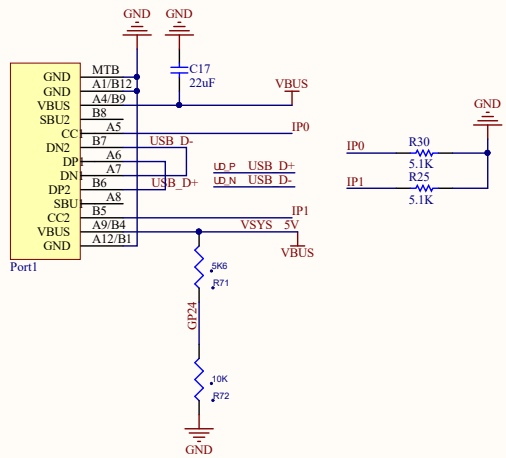 GND GND
C17
22uF
VBUS
GND MTB
GND A1/B12
VBUS A4/B9
SBU2 B8
CC1 A5 IP0
DN2 B7 USB_D-
DP1 A6
DN1 A7
DP2 B6 USB_D+
SBU1 A8
CC2 B5 IP1
VBUS A9/B4 VSYS 5V
GND A12/B1
Port1
VBUS
UD_P USB_D+
UD_N USB_D-
GND
IP0 R30
5.1K
IP1 R25
5.1K
5K6
R71
GP24
10K
R72
GND